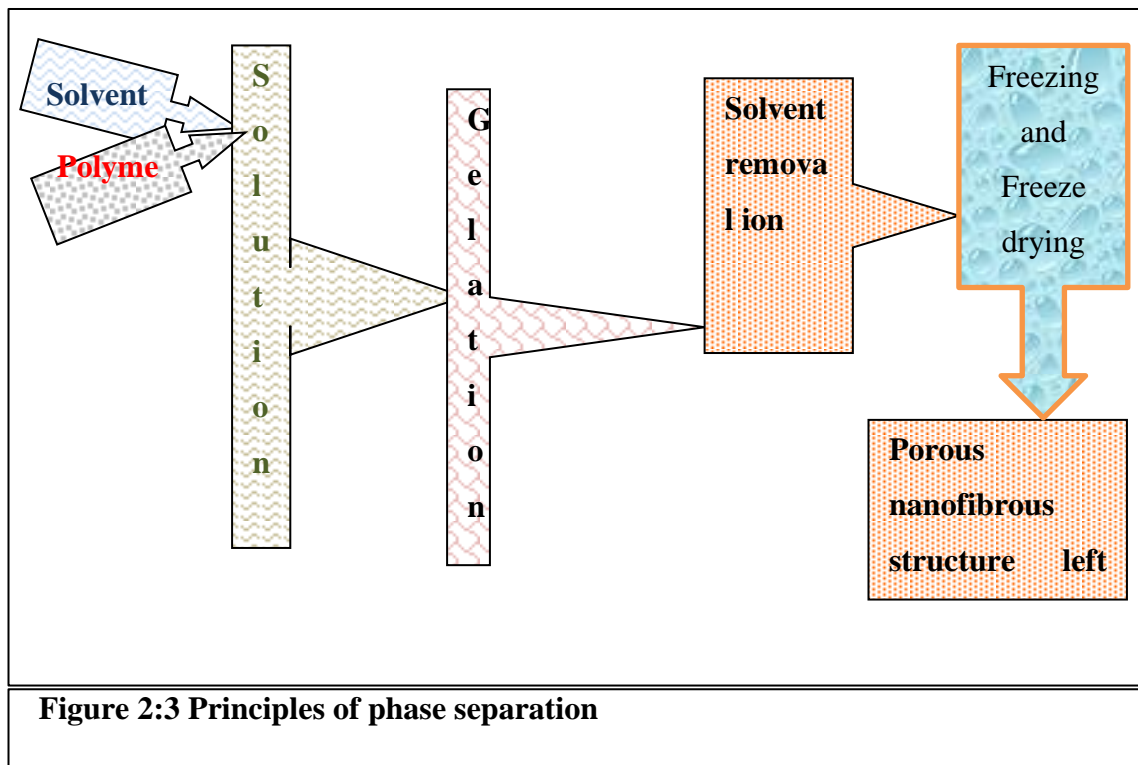 Solvent
Polyme
S
o
l
u
t
i
o
n
G
e
l
a
t
i
o
n
Solvent
remova
l ion
Freezing
and
Freeze
drying
Porous
nanofibrous
structure left
Figure 2:3 Principles of phase separation